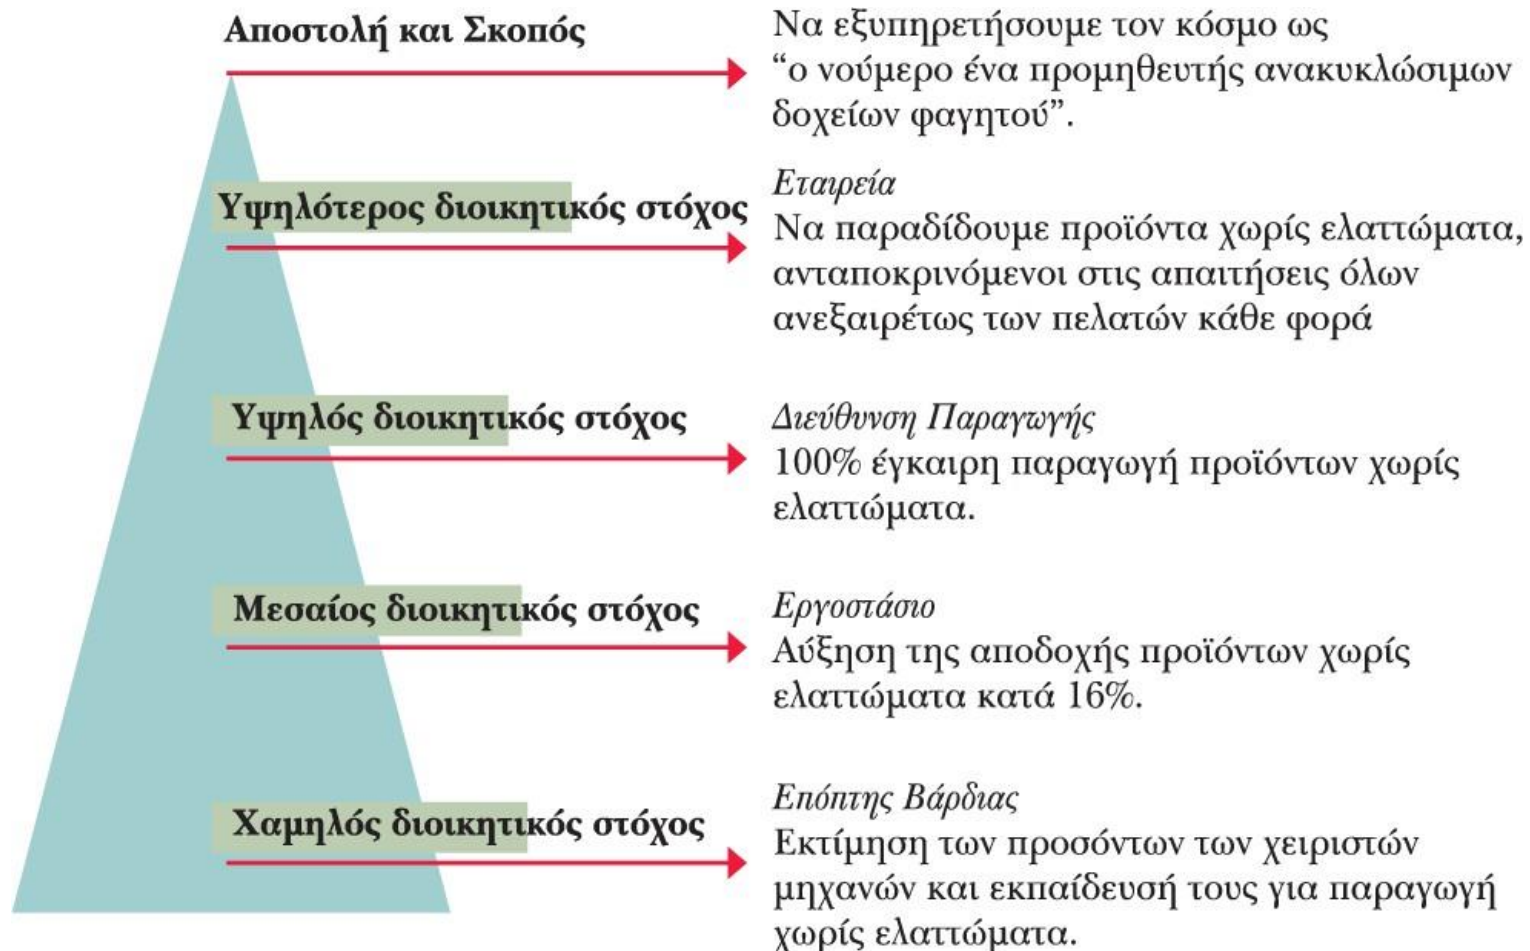 Αποστολή και Σκοπός
Να εξυπηρετήσουμε τον κόσμο ως
“ο νούμερο ένα προμηθευτής ανακυκλώσιμων
δοχείων φαγητού”.
Υψηλότερος διοικητικός στόχος
Εταιρεία
Να παραδίδουμε προϊόντα χωρίς ελαττώματα,
ανταποκρινόμενοι στις απαιτήσεις όλων
ανεξαιρέτως των πελατών κάθε φορά
Υψηλός διοικητικός στόχος
Διεύθυνση Παραγωγής
100% έγκαιρη παραγωγή προϊόντων χωρίς
ελαττώματα.
Μεσαίος διοικητικός στόχος
Εργοστάσιο
Αύξηση της αποδοχής προϊόντων χωρίς
ελαττώματα κατά 16%.
Χαμηλός διοικητικός στόχος
Επόπτης Βάρδιας
Εκτίμηση των προσόντων των χειριστών
μηχανών και εκπαίδευσή τους για παραγωγή
χωρίς ελαττώματα.